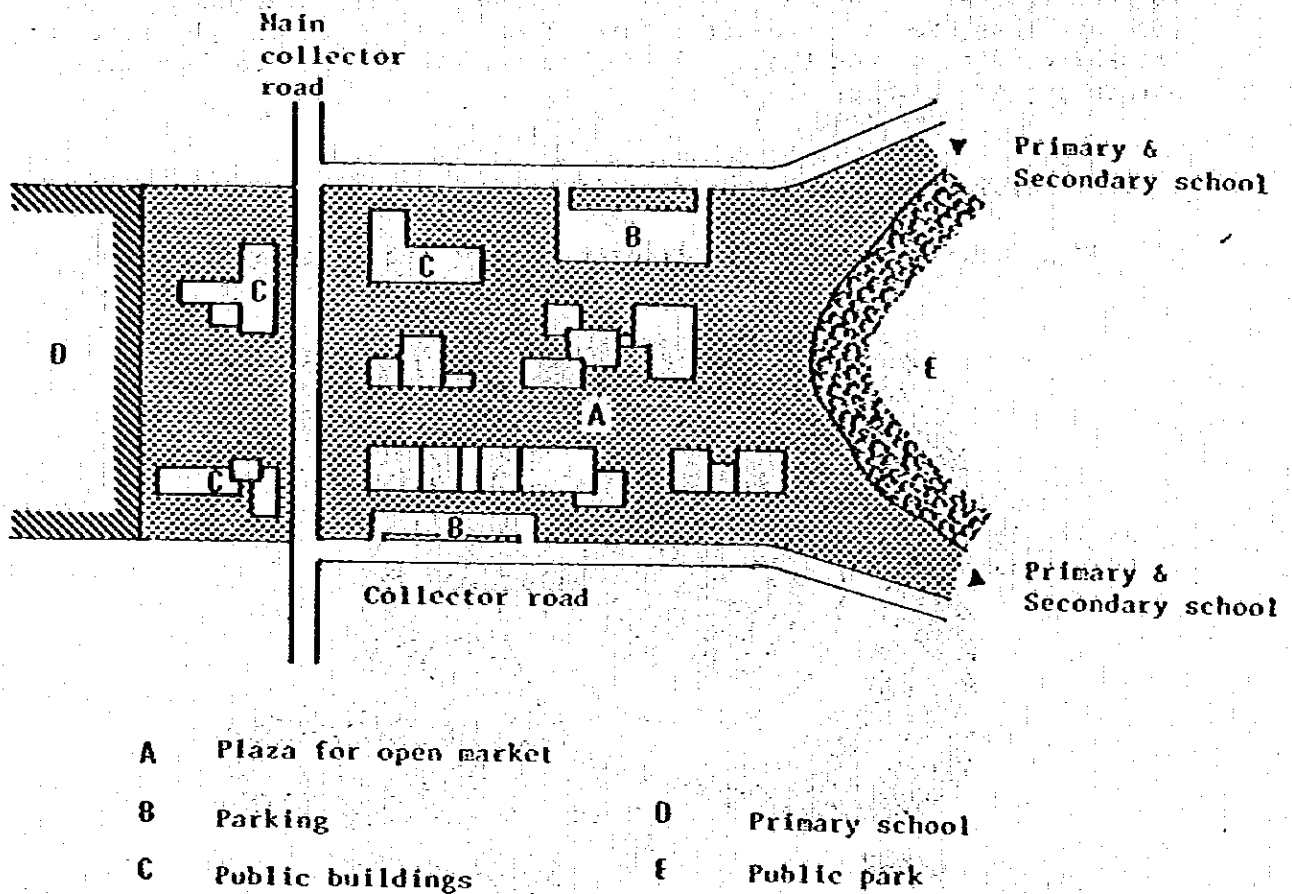 Main
collector
road
Primary &
Secondary school
B
C
C
D
E
A
C
B
Primary &
Secondary school
Collector road
A Plaza for open market
B Parking
D Primary school
C Public buildings
E Public park